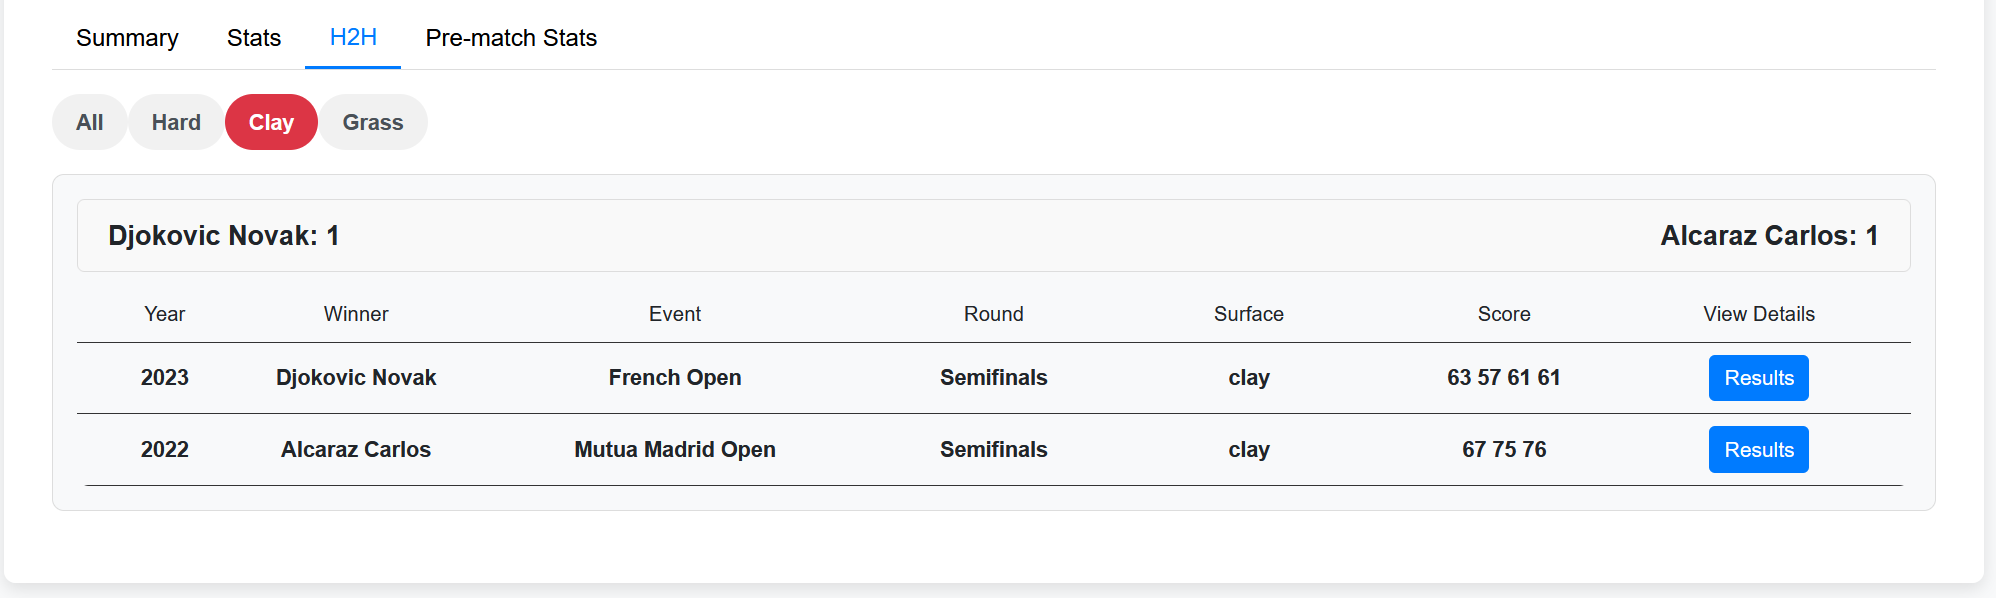 Summary Stats H2H Pre-match Stats
All Hard Clay Grass
Djokovic Novak: 1 Alcaraz Carlos: 1
Year Winner Event Round Surface Score View Details
2023 Djokovic Novak French Open Semifinals clay 63 57 61 61 Results
2022 Alcaraz Carlos Mutua Madrid Open Semifinals clay 67 75 76 Results